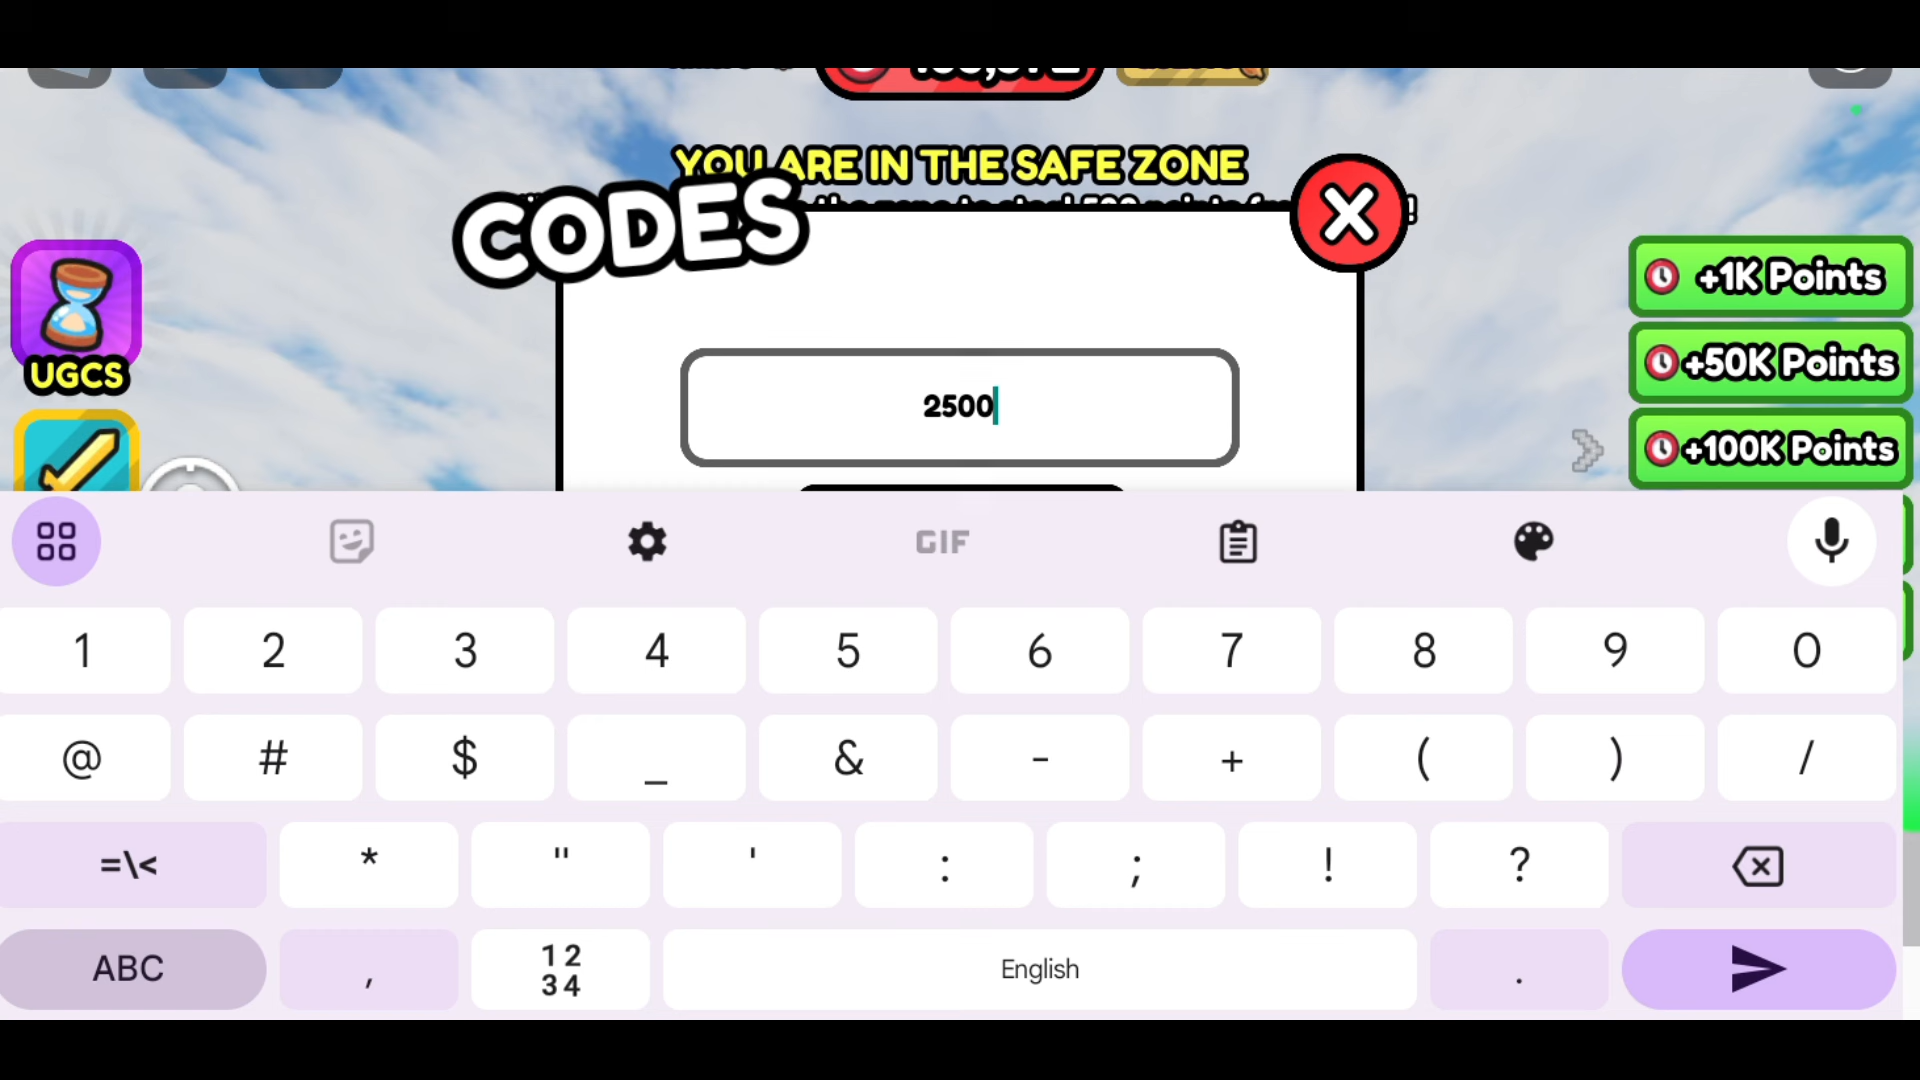 YOU ARE IN THE SAFE ZONE
CODES
UGCS
2500
+1K Points
+50K Points
+100K Points
GIF
1 2 3 4 5 6 7 8 9 0
@ # $ _ & - + ( ) /
=\< * " ' : ; ! ?
ABC , 12 34 English .